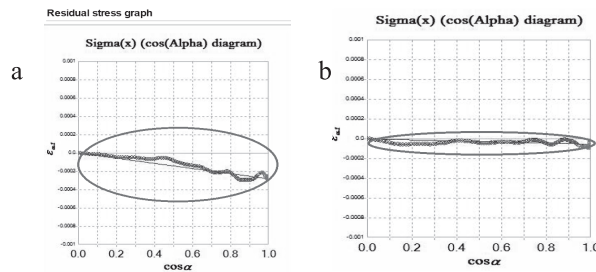 Residual stress graph
Sigma(x) (cos(Alpha) diagram)
a
0.001
0.0008
0.0006
0.0004
0.0002
0.0
-0.0002
-0.0004
-0.0006
-0.0008
-0.001
εa1
0.0 0.2 0.4 0.6 0.8 1.0
cosα
Sigma(x) (cos(Alpha) diagram)
b
0.001
0.0008
0.0006
0.0004
0.0002
0.0
-0.0002
-0.0004
-0.0006
-0.0008
-0.001
εa1
0.0 0.2 0.4 0.6 0.8 1.0
cosα